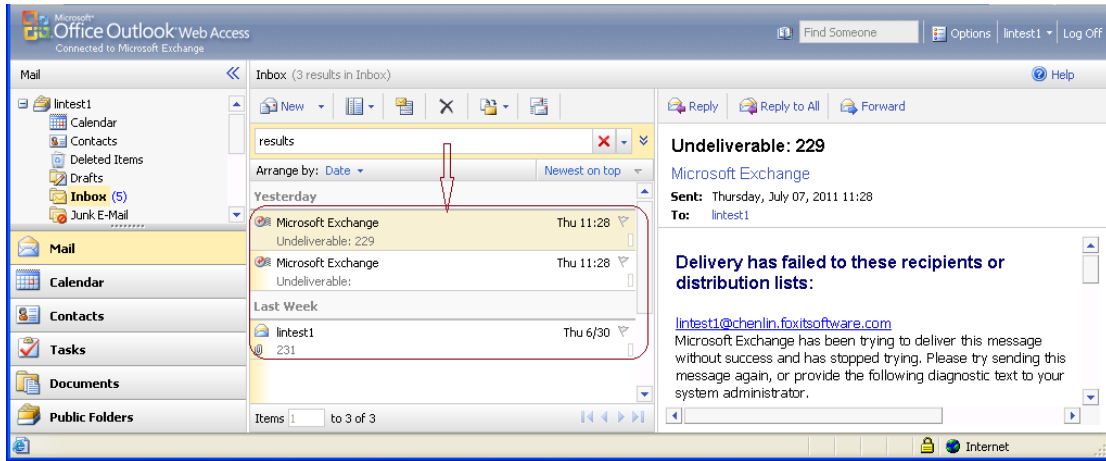 Microsoft®
Office Outlook® Web Access
Connected to Microsoft Exchange
Find Someone
Options
lintest1
Log Off
Mail
lintest1
Calendar
Contacts
Deleted Items
Drafts
Inbox (5)
Junk E-Mail
Mail
Calendar
Contacts
Tasks
Documents
Public Folders
Inbox (3 results in Inbox)
Help
New
results
Arrange by: Date
Newest on top
Yesterday
Microsoft Exchange Thu 11:28
Undeliverable: 229
Microsoft Exchange Thu 11:28
Undeliverable:
Last Week
lintest1 Thu 6/30
231
Items 1 to 3 of 3
Reply
Reply to All
Forward
Undeliverable: 229
Microsoft Exchange
Sent: Thursday, July 07, 2011 11:28
To: lintest1
Delivery has failed to these recipients or
distribution lists:
lintest1@chenlin.foxitsoftware.com
Microsoft Exchange has been trying to deliver this message
without success and has stopped trying. Please try sending this
message again, or provide the following diagnostic text to your
system administrator.
Internet